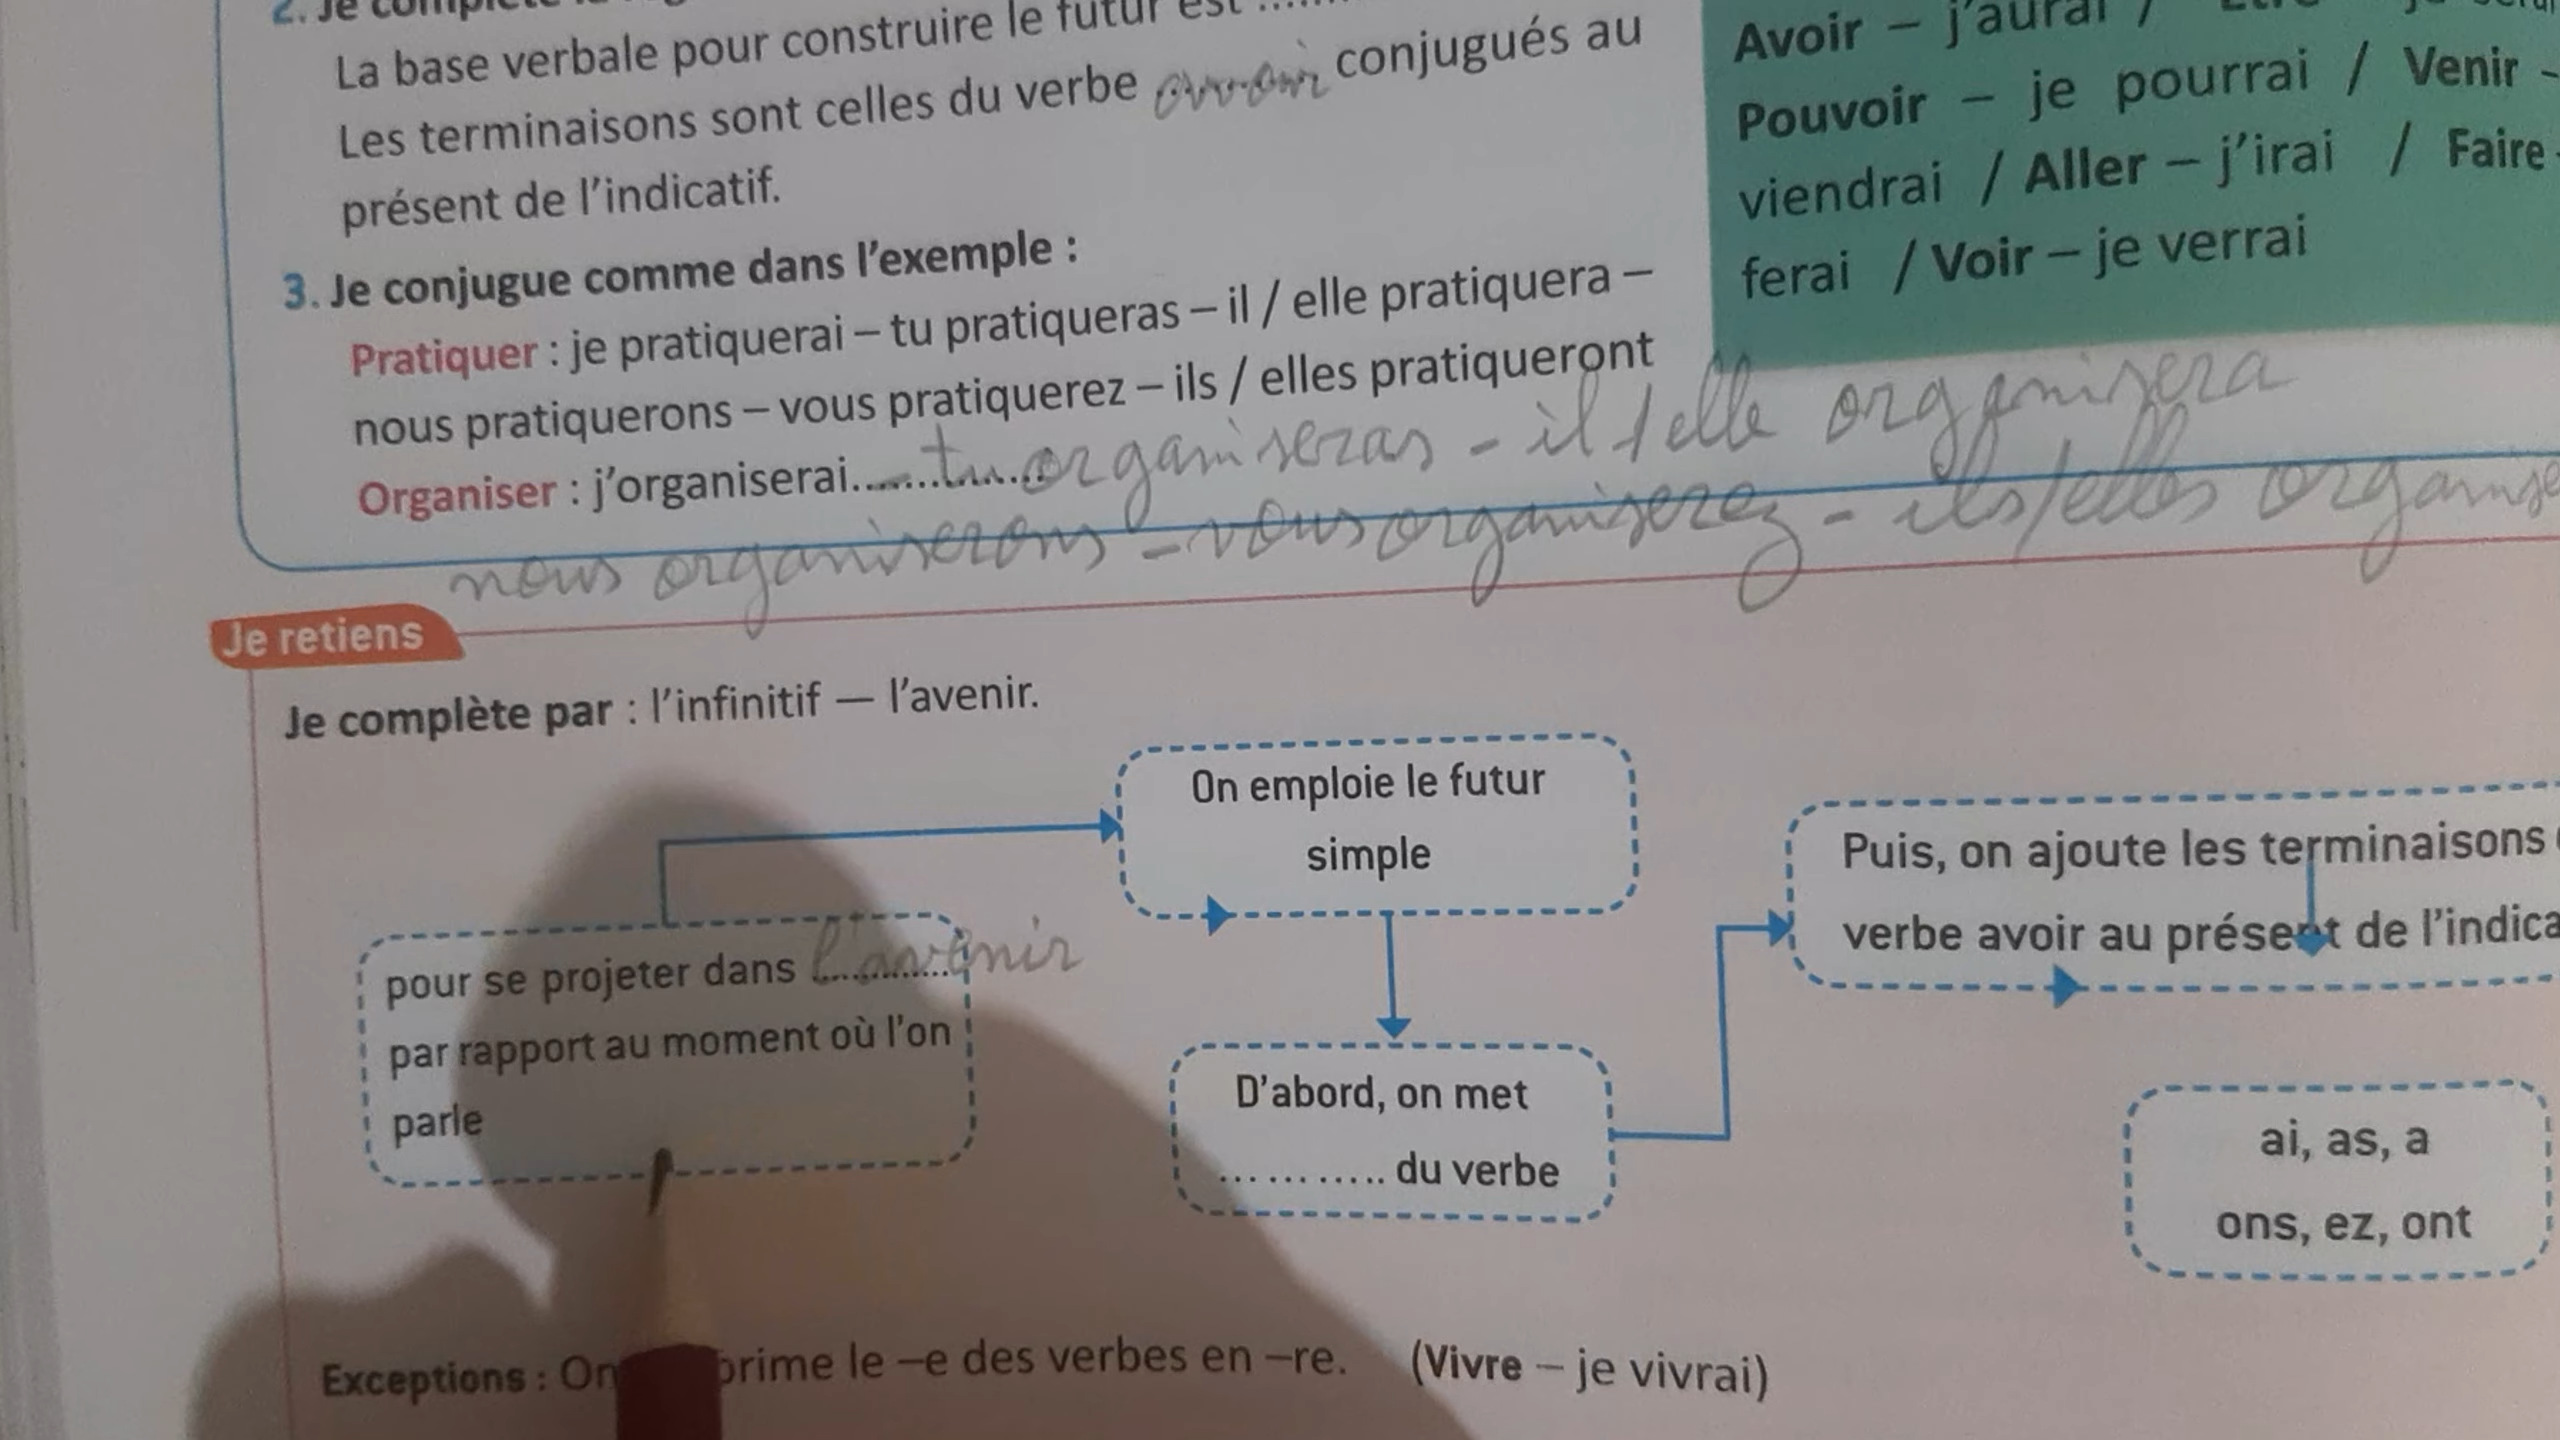 2. Je complète la
La base verbale pour construire le futur est ......
Les terminaisons sont celles du verbe avoir conjugués au
présent de l'indicatif.
3. Je conjugue comme dans l'exemple :
Pratiquer : je pratiquerai – tu pratiqueras – il / elle pratiquera –
nous pratiquerons – vous pratiquerez – ils / elles pratiqueront
Organiser : j'organiserai............... - tu organiseras - il / elle organisera
nous organiserons - vous organiserez - ils/elles organise
Avoir – j'aurai /
Pouvoir – je pourrai / Venir -
viendrai / Aller – j'irai / Faire -
ferai / Voir – je verrai
Je retiens
Je complète par : l'infinitif — l'avenir.
On emploie le futur
simple
pour se projeter dans l'avenir
par rapport au moment où l'on
parle
D'abord, on met
........... du verbe
Puis, on ajoute les terminaisons
verbe avoir au présent de l'indica
ai, as, a
ons, ez, ont
Exceptions : On prime le –e des verbes en –re. (Vivre – je vivrai)